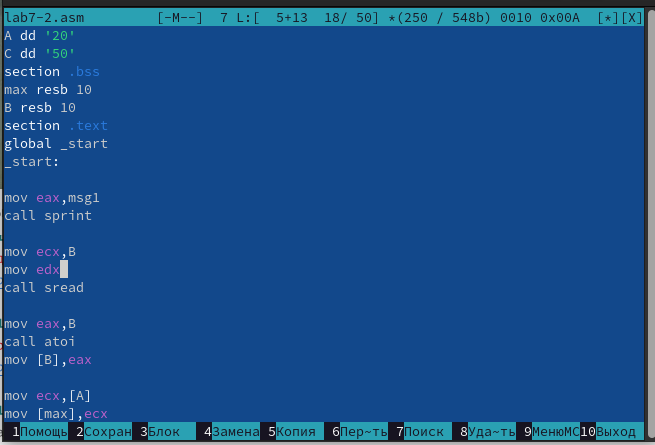 lab7-2.asm [-M--] 7 L:[ 5+13 18/ 50] *(250 / 548b) 0010 0x00A [*][X]
A dd '20'
C dd '50'
section .bss
max resb 10
B resb 10
section .text
global _start
_start:
mov eax,msg1
call sprint
mov ecx,B
mov edx
call sread
mov eax,B
call atoi
mov [B],eax
mov ecx,[A]
mov [max],ecx
1Помощь 2Сохран 3Блок 4Замена 5Копия 6Пер~ть 7Поиск 8Уда~ть 9МенюМС 10Выход